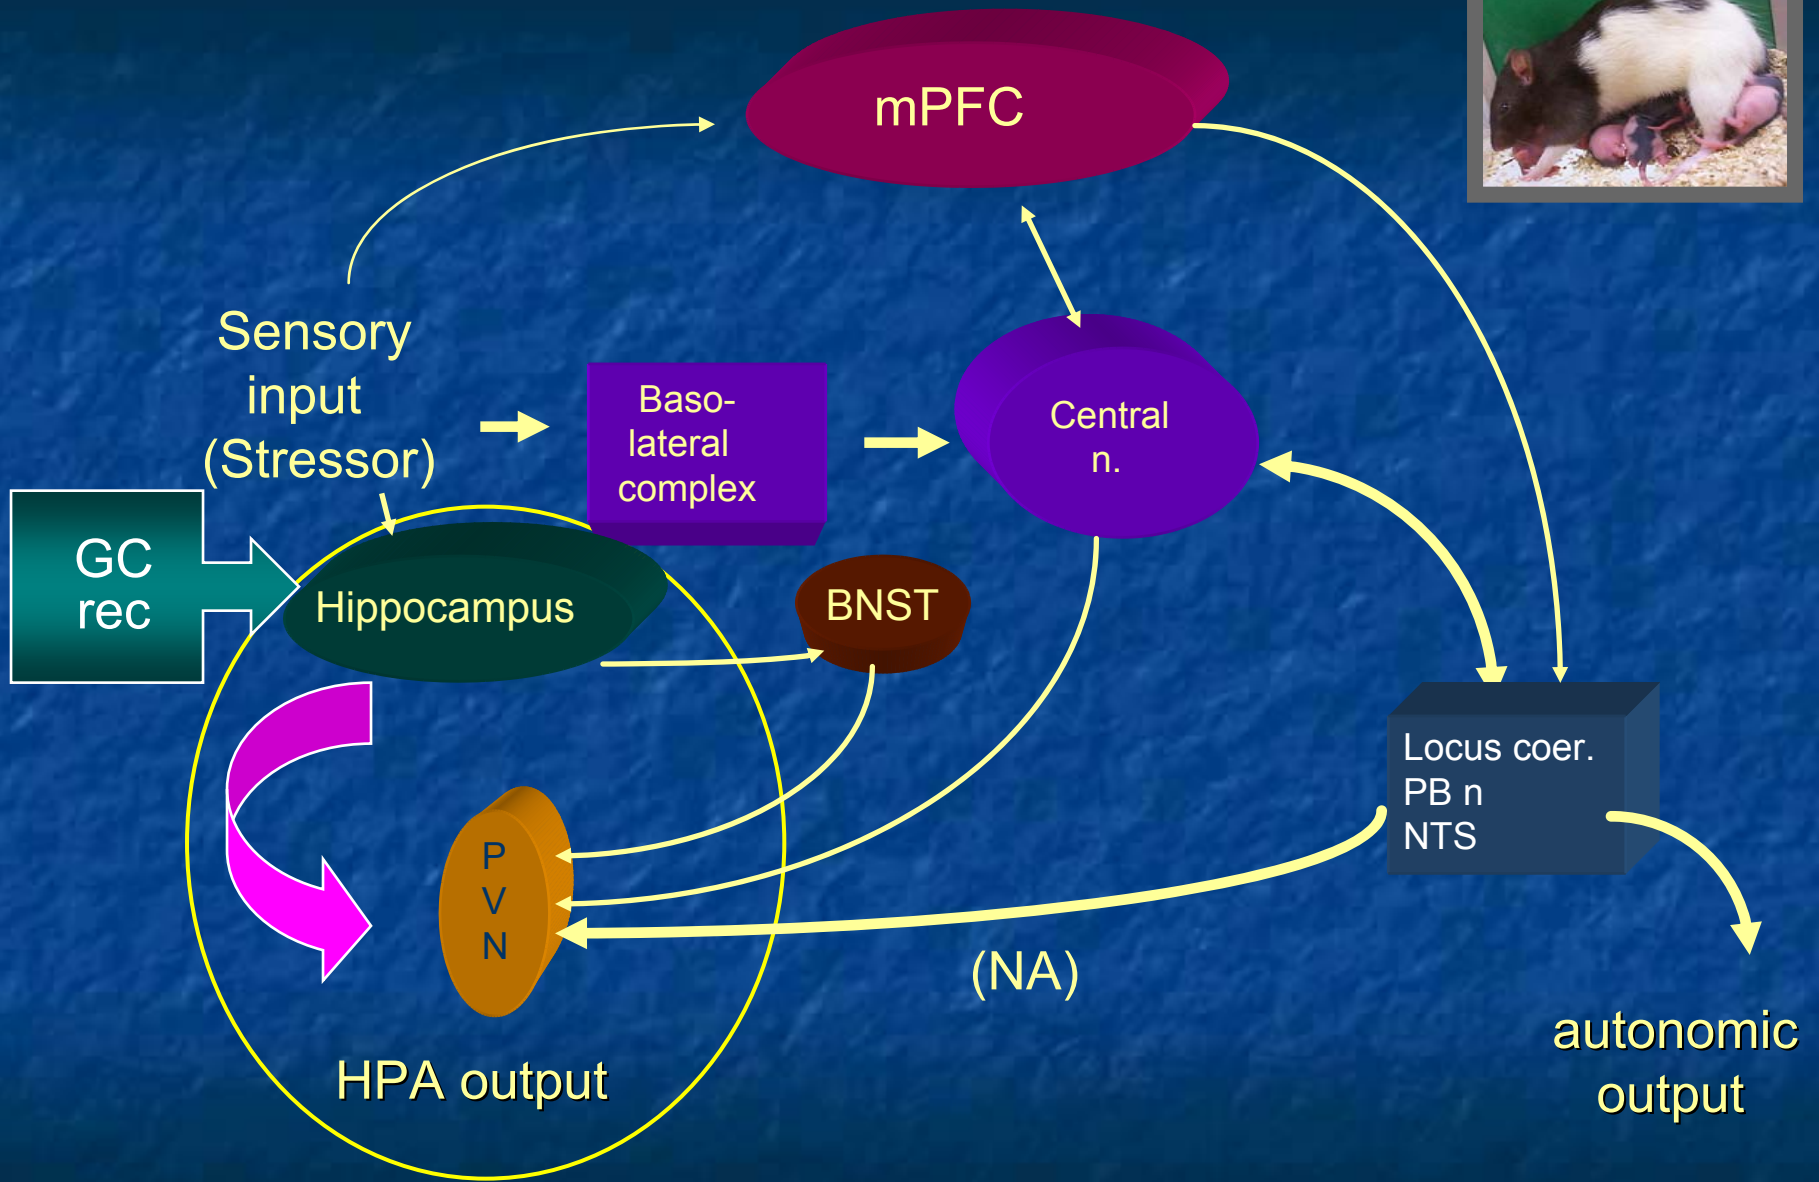 mPFC
Sensory
input
(Stressor)
Baso-
lateral
complex
Central
n.
GC
rec
Hippocampus
BNST
Locus coer.
PB n
NTS
P
V
N
(NA)
HPA output
autonomic
output